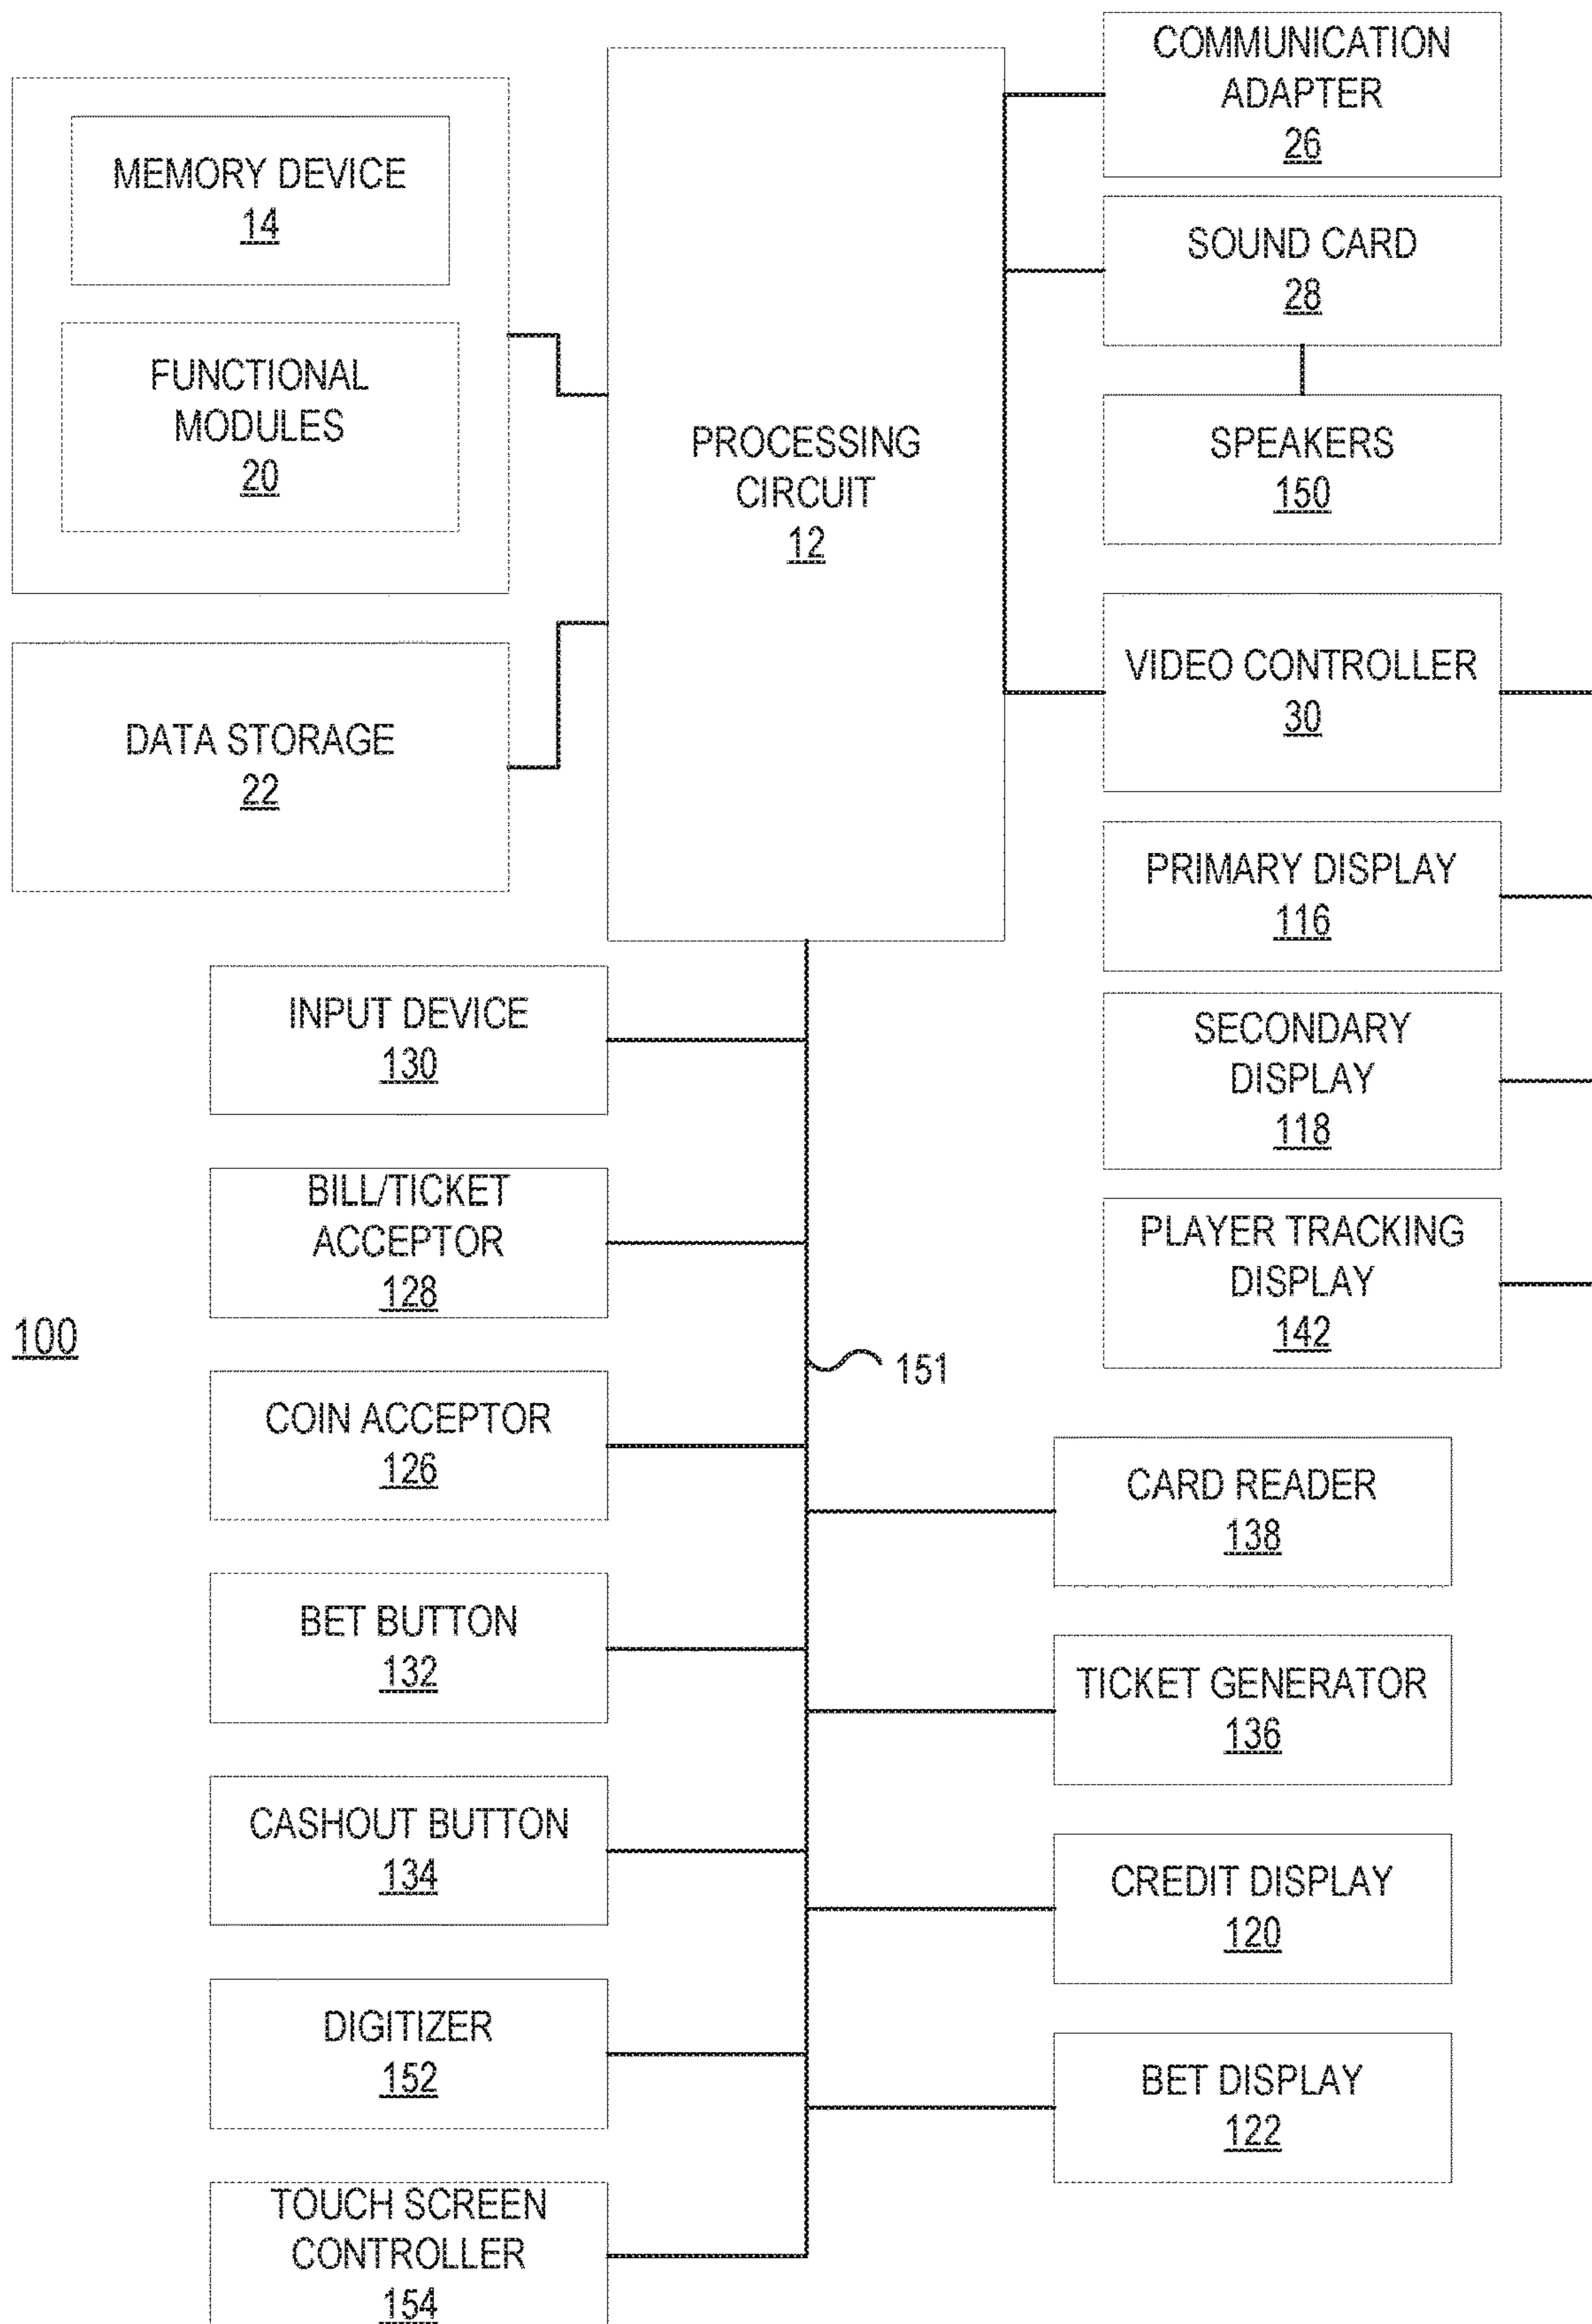 MEMORY DEVICE
14
FUNCTIONAL
MODULES
20
DATA STORAGE
22
PROCESSING
CIRCUIT
12
COMMUNICATION
ADAPTER
26
SOUND CARD
28
SPEAKERS
150
VIDEO CONTROLLER
30
PRIMARY DISPLAY
116
SECONDARY
DISPLAY
118
PLAYER TRACKING
DISPLAY
142
INPUT DEVICE
130
BILL/TICKET
ACCEPTOR
128
100
151
COIN ACCEPTOR
126
BET BUTTON
132
CASHOUT BUTTON
134
DIGITIZER
152
TOUCH SCREEN
CONTROLLER
154
CARD READER
138
TICKET GENERATOR
136
CREDIT DISPLAY
120
BET DISPLAY
122